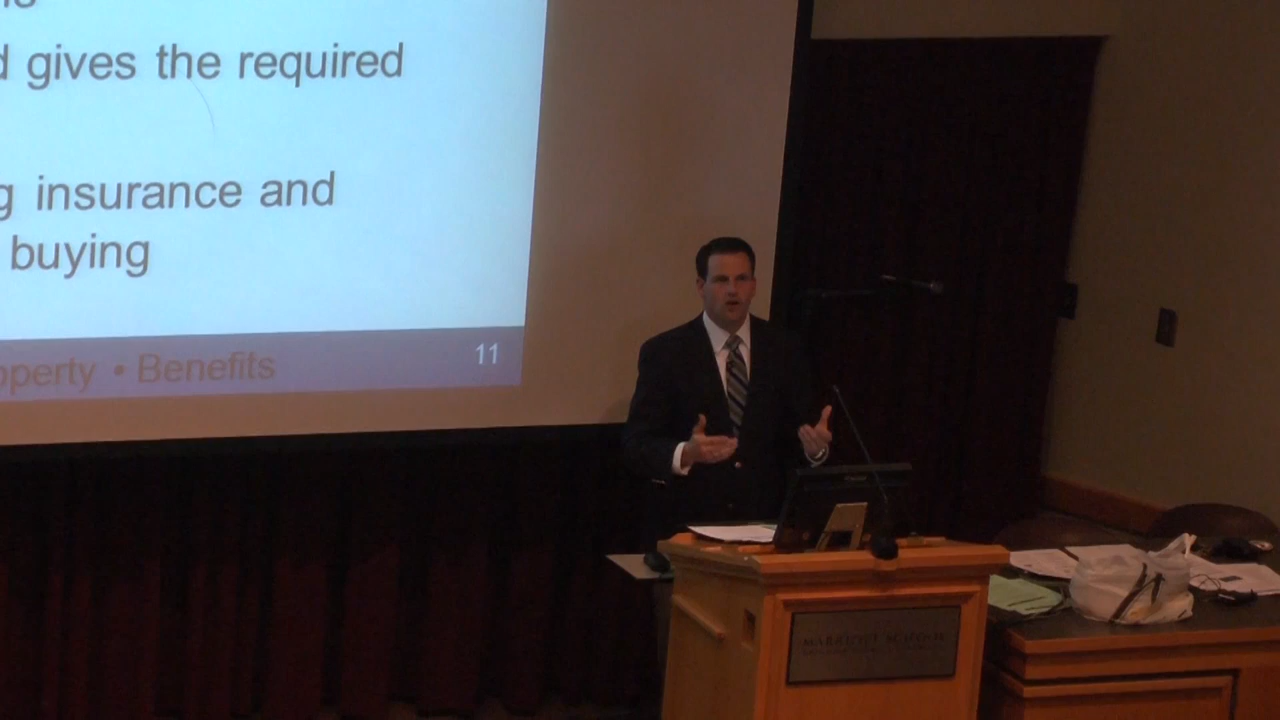 d gives the required
g insurance and
buying
operty • Benefits
11
MARRIOTT SCHOOL